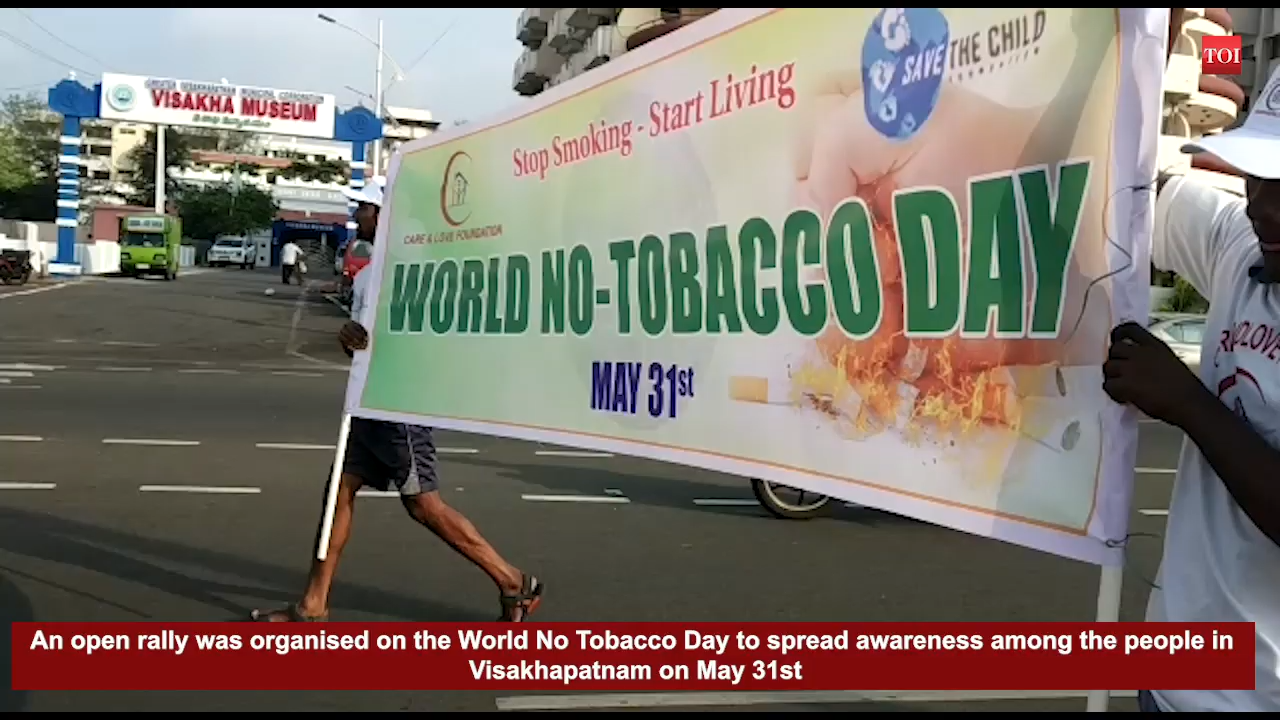 TOI
SAVE THE CHILD
Stop Smoking - Start Living
CARE & LOVE FOUNDATION
WORLD NO-TOBACCO DAY
MAY 31st
VISAKHA MUSEUM
LOVE
An open rally was organised on the World No Tobacco Day to spread awareness among the people in
Visakhapatnam on May 31st